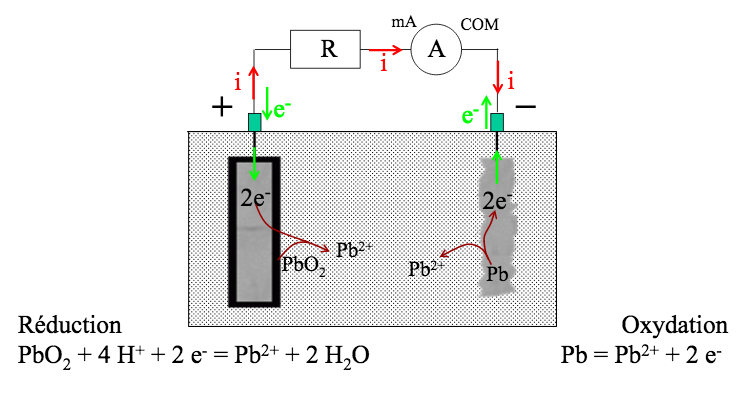 mA
COM
R
A
i
i
i
+
e⁻
e⁻
−
2e⁻
2e⁻
Pb²⁺
PbO₂
Pb²⁺
Pb
Réduction
Oxydation
PbO₂ + 4 H⁺ + 2 e⁻ = Pb²⁺ + 2 H₂O
Pb = Pb²⁺ + 2 e⁻